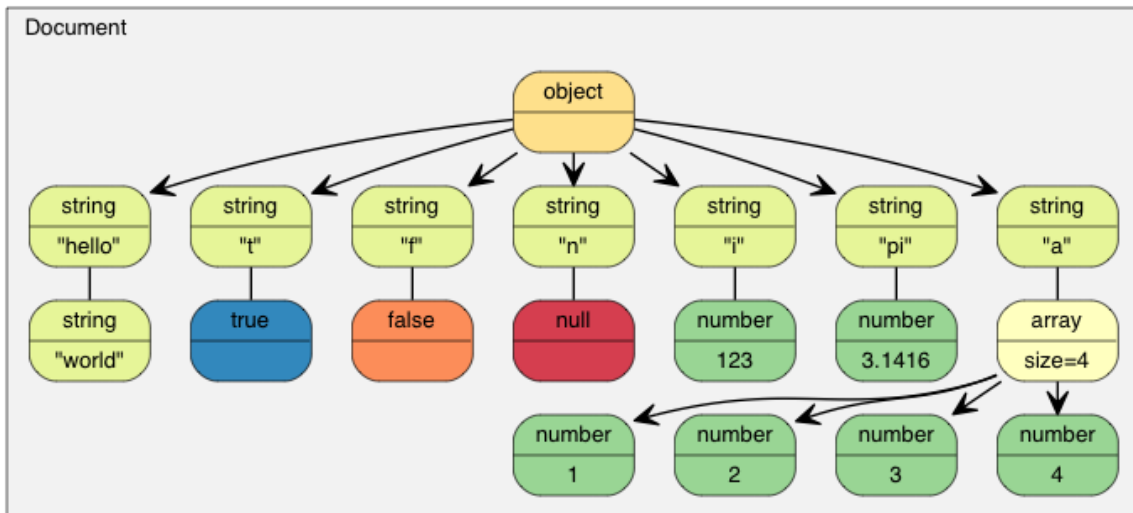 Document
object
string
string
string
string
string
string
string
"hello"
"t"
"f"
"n"
"i"
"pi"
"a"
string
true
false
null
number
number
array
"world"
123
3.1416
size=4
number
number
number
number
1
2
3
4